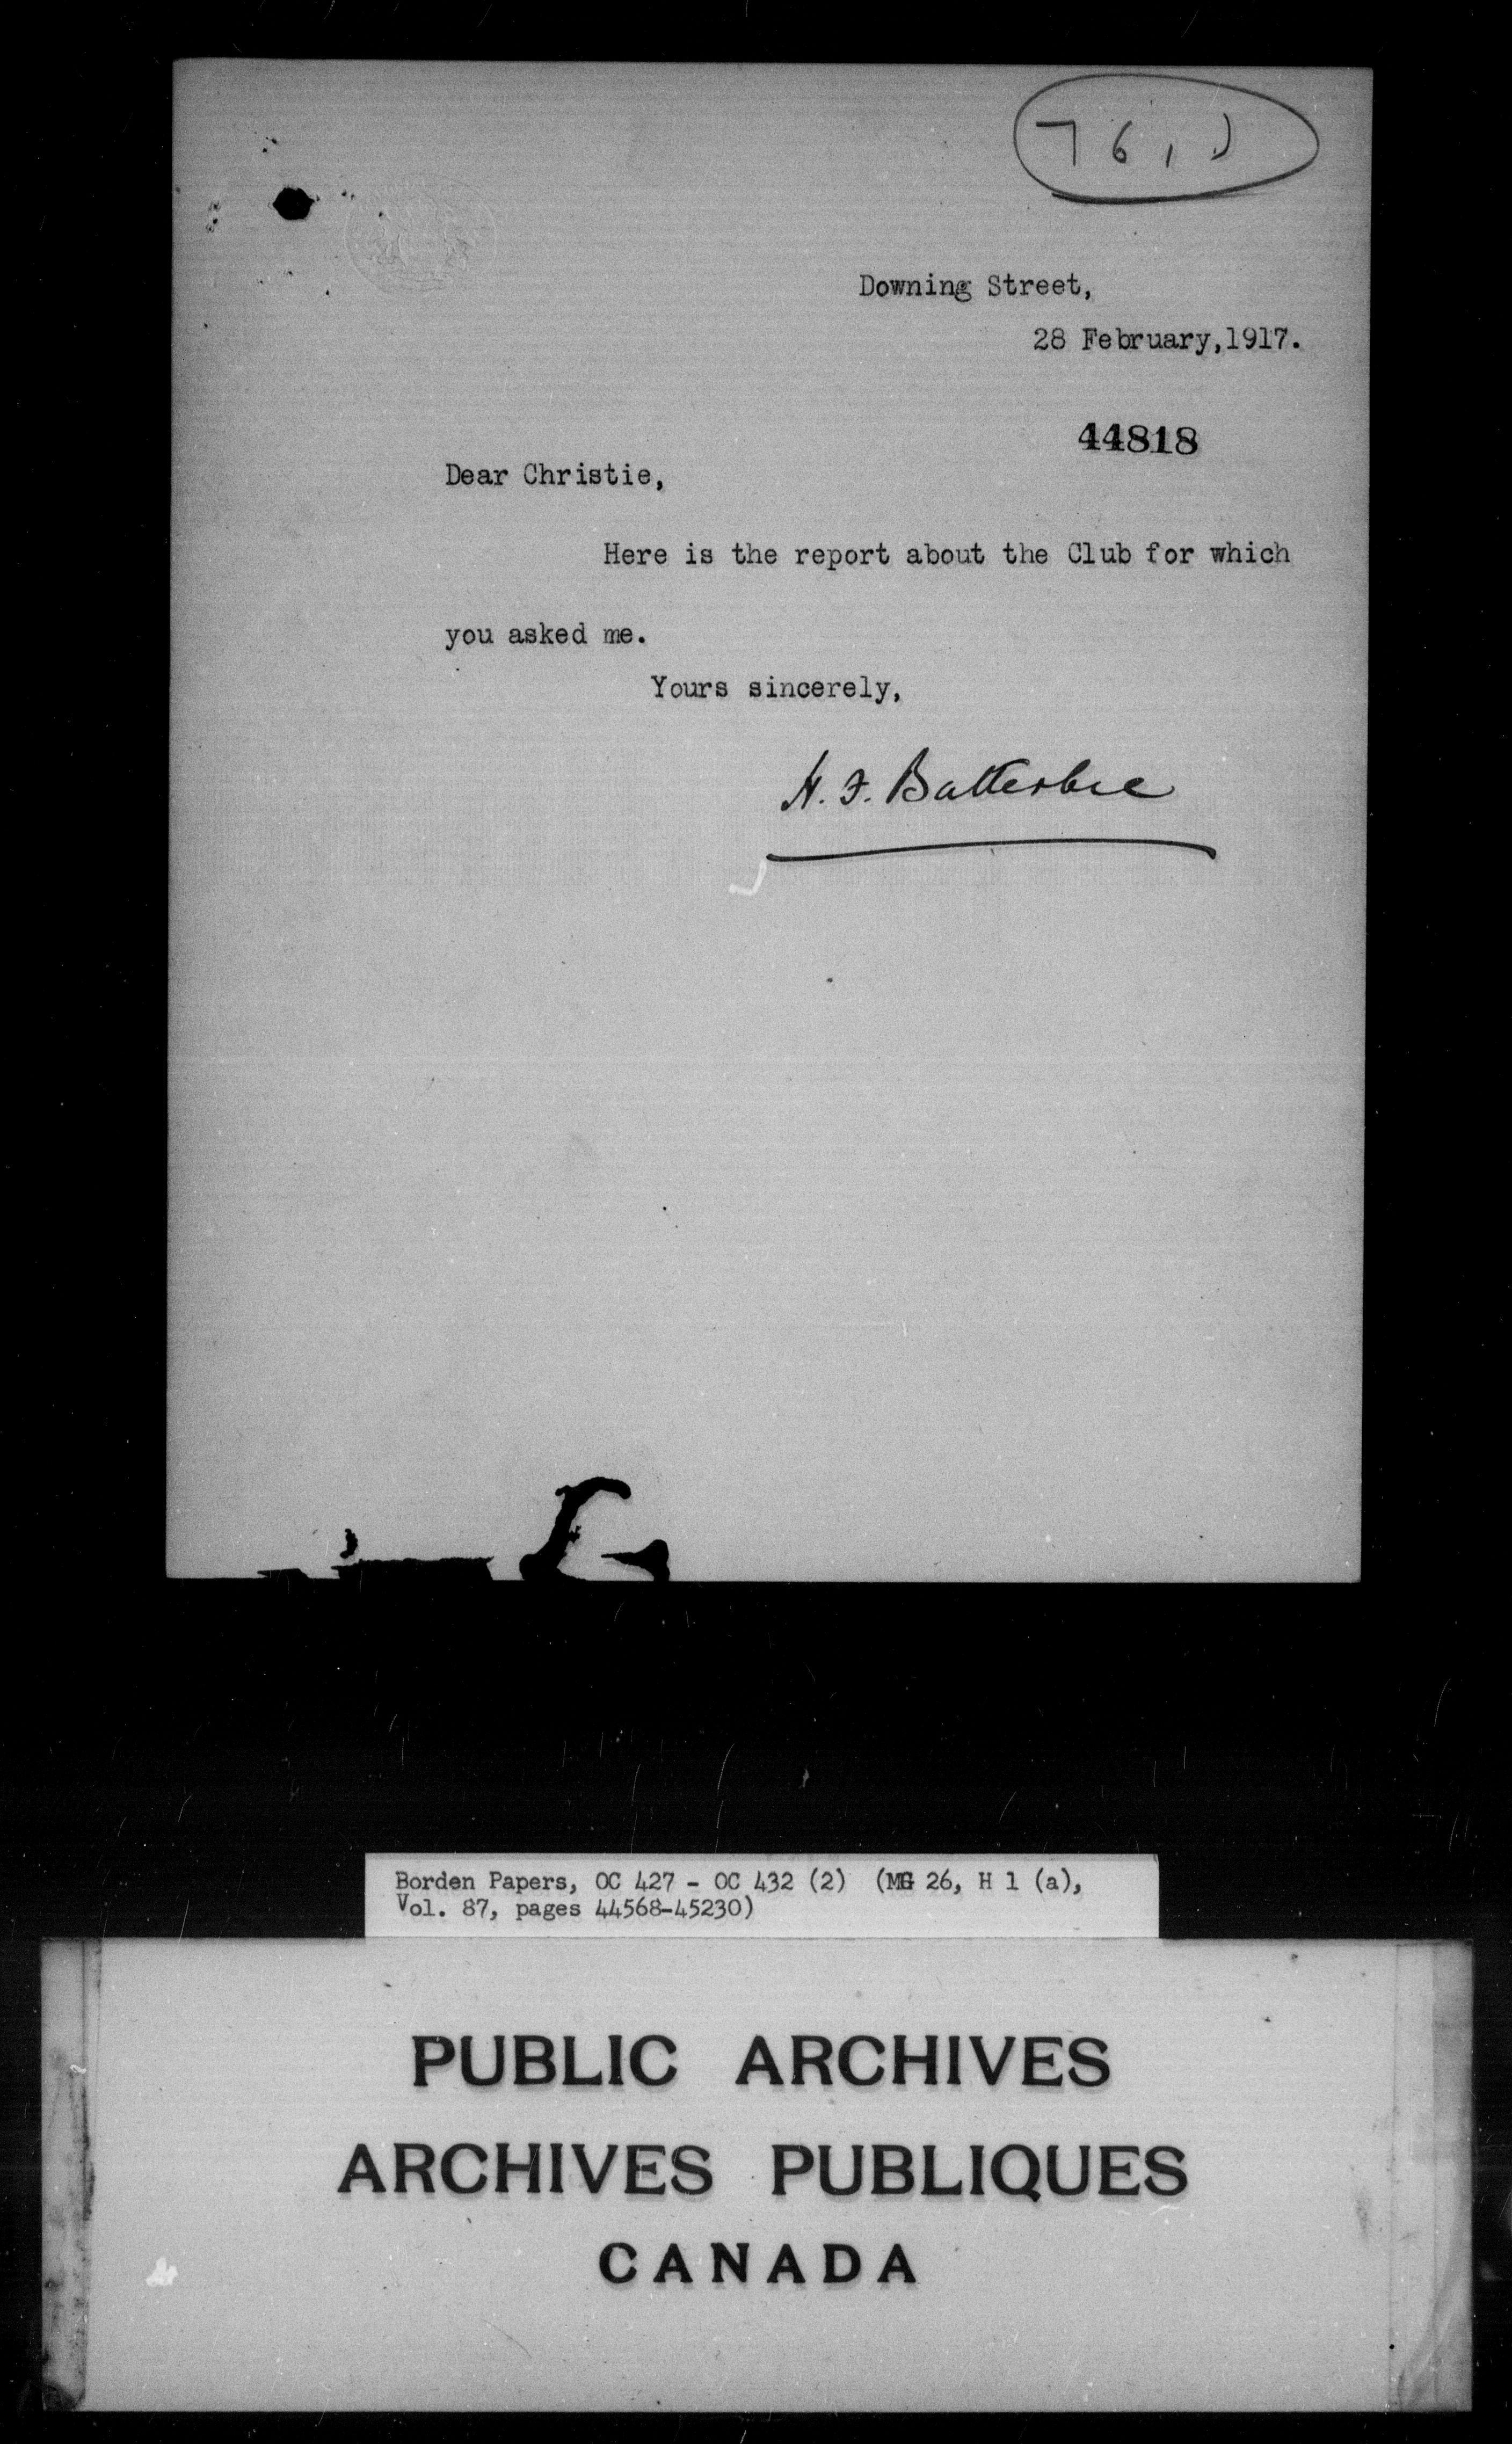 Downing Street,
28 February, 1917.
44818
Dear Christie,
Here is the report about the Club for which
you asked me.
Yours sincerely,
H. F. Batterbee
Borden Papers, OC 427 - OC 432 (2) (MG 26, H 1 (a),
Vol. 87, pages 44568-45230)
PUBLIC ARCHIVES
ARCHIVES PUBLIQUES
CANADA